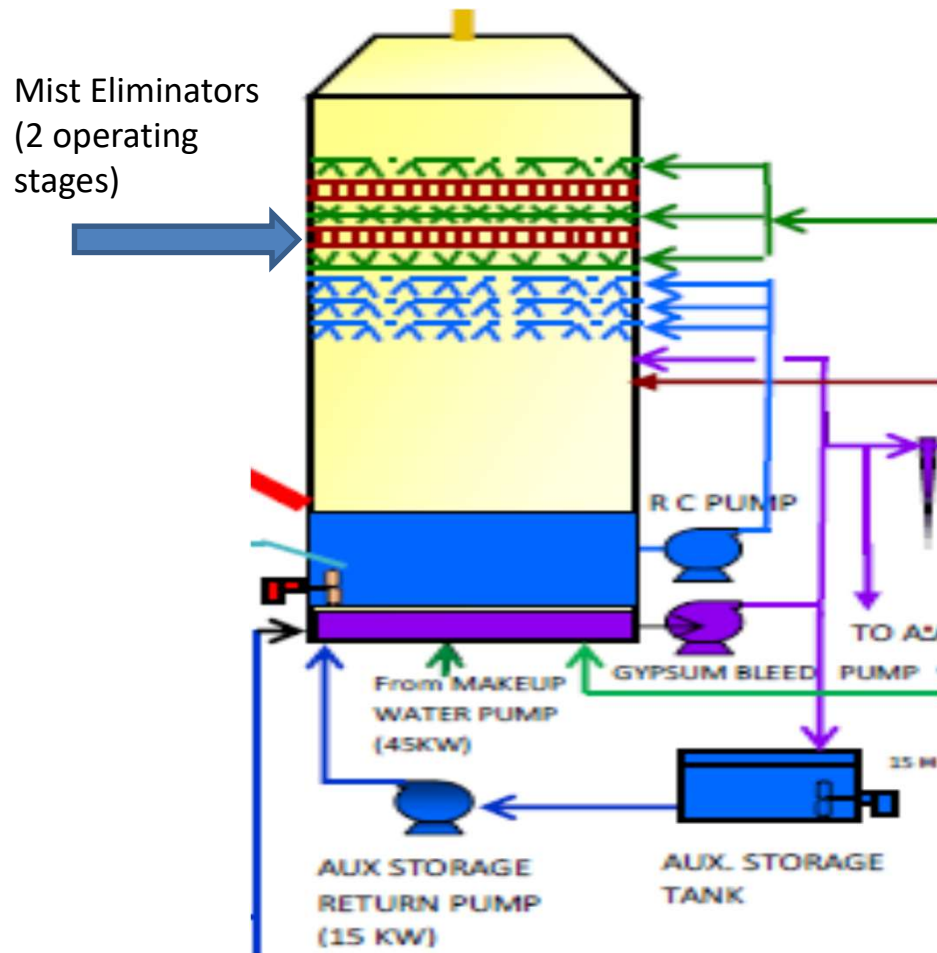 Mist Eliminators
(2 operating
stages)
R C PUMP
TO
GYPSUM BLEED PUMP
From MAKEUP
WATER PUMP
(45KW)
15
AUX STORAGE
RETURN PUMP
(15 KW)
AUX. STORAGE
TANK